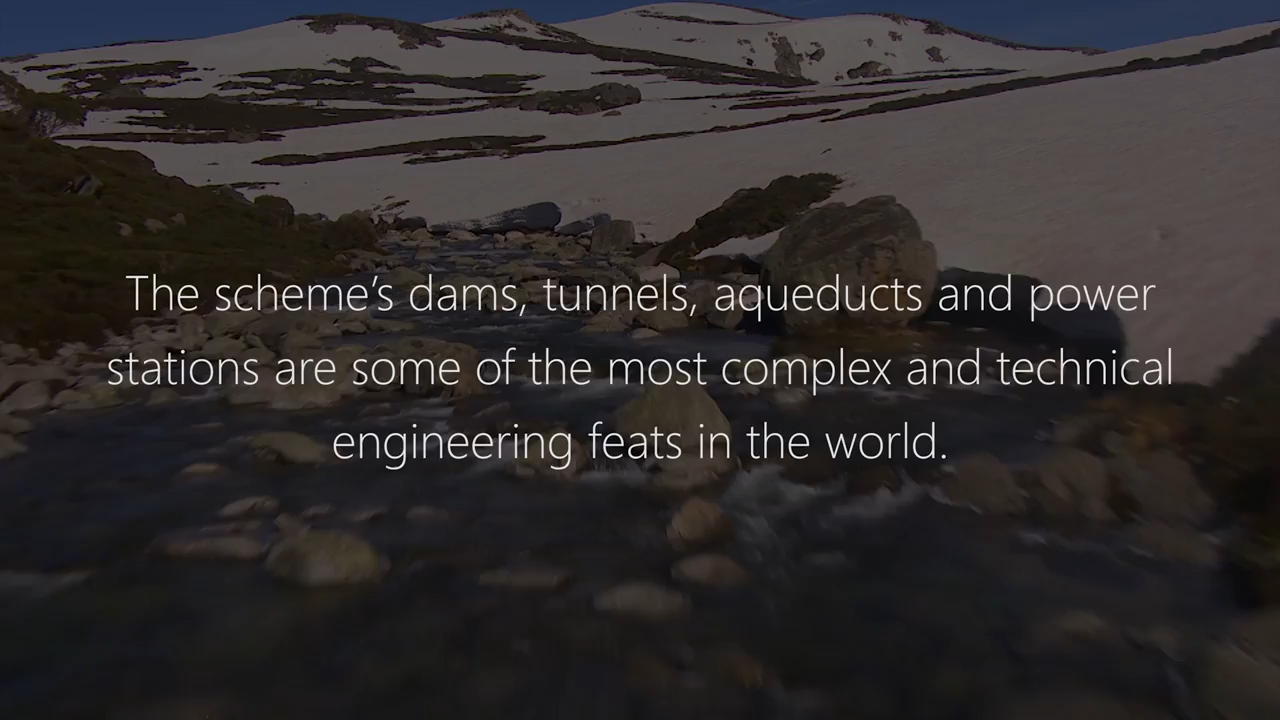 The scheme’s dams, tunnels, aqueducts and power
stations are some of the most complex and technical
engineering feats in the world.